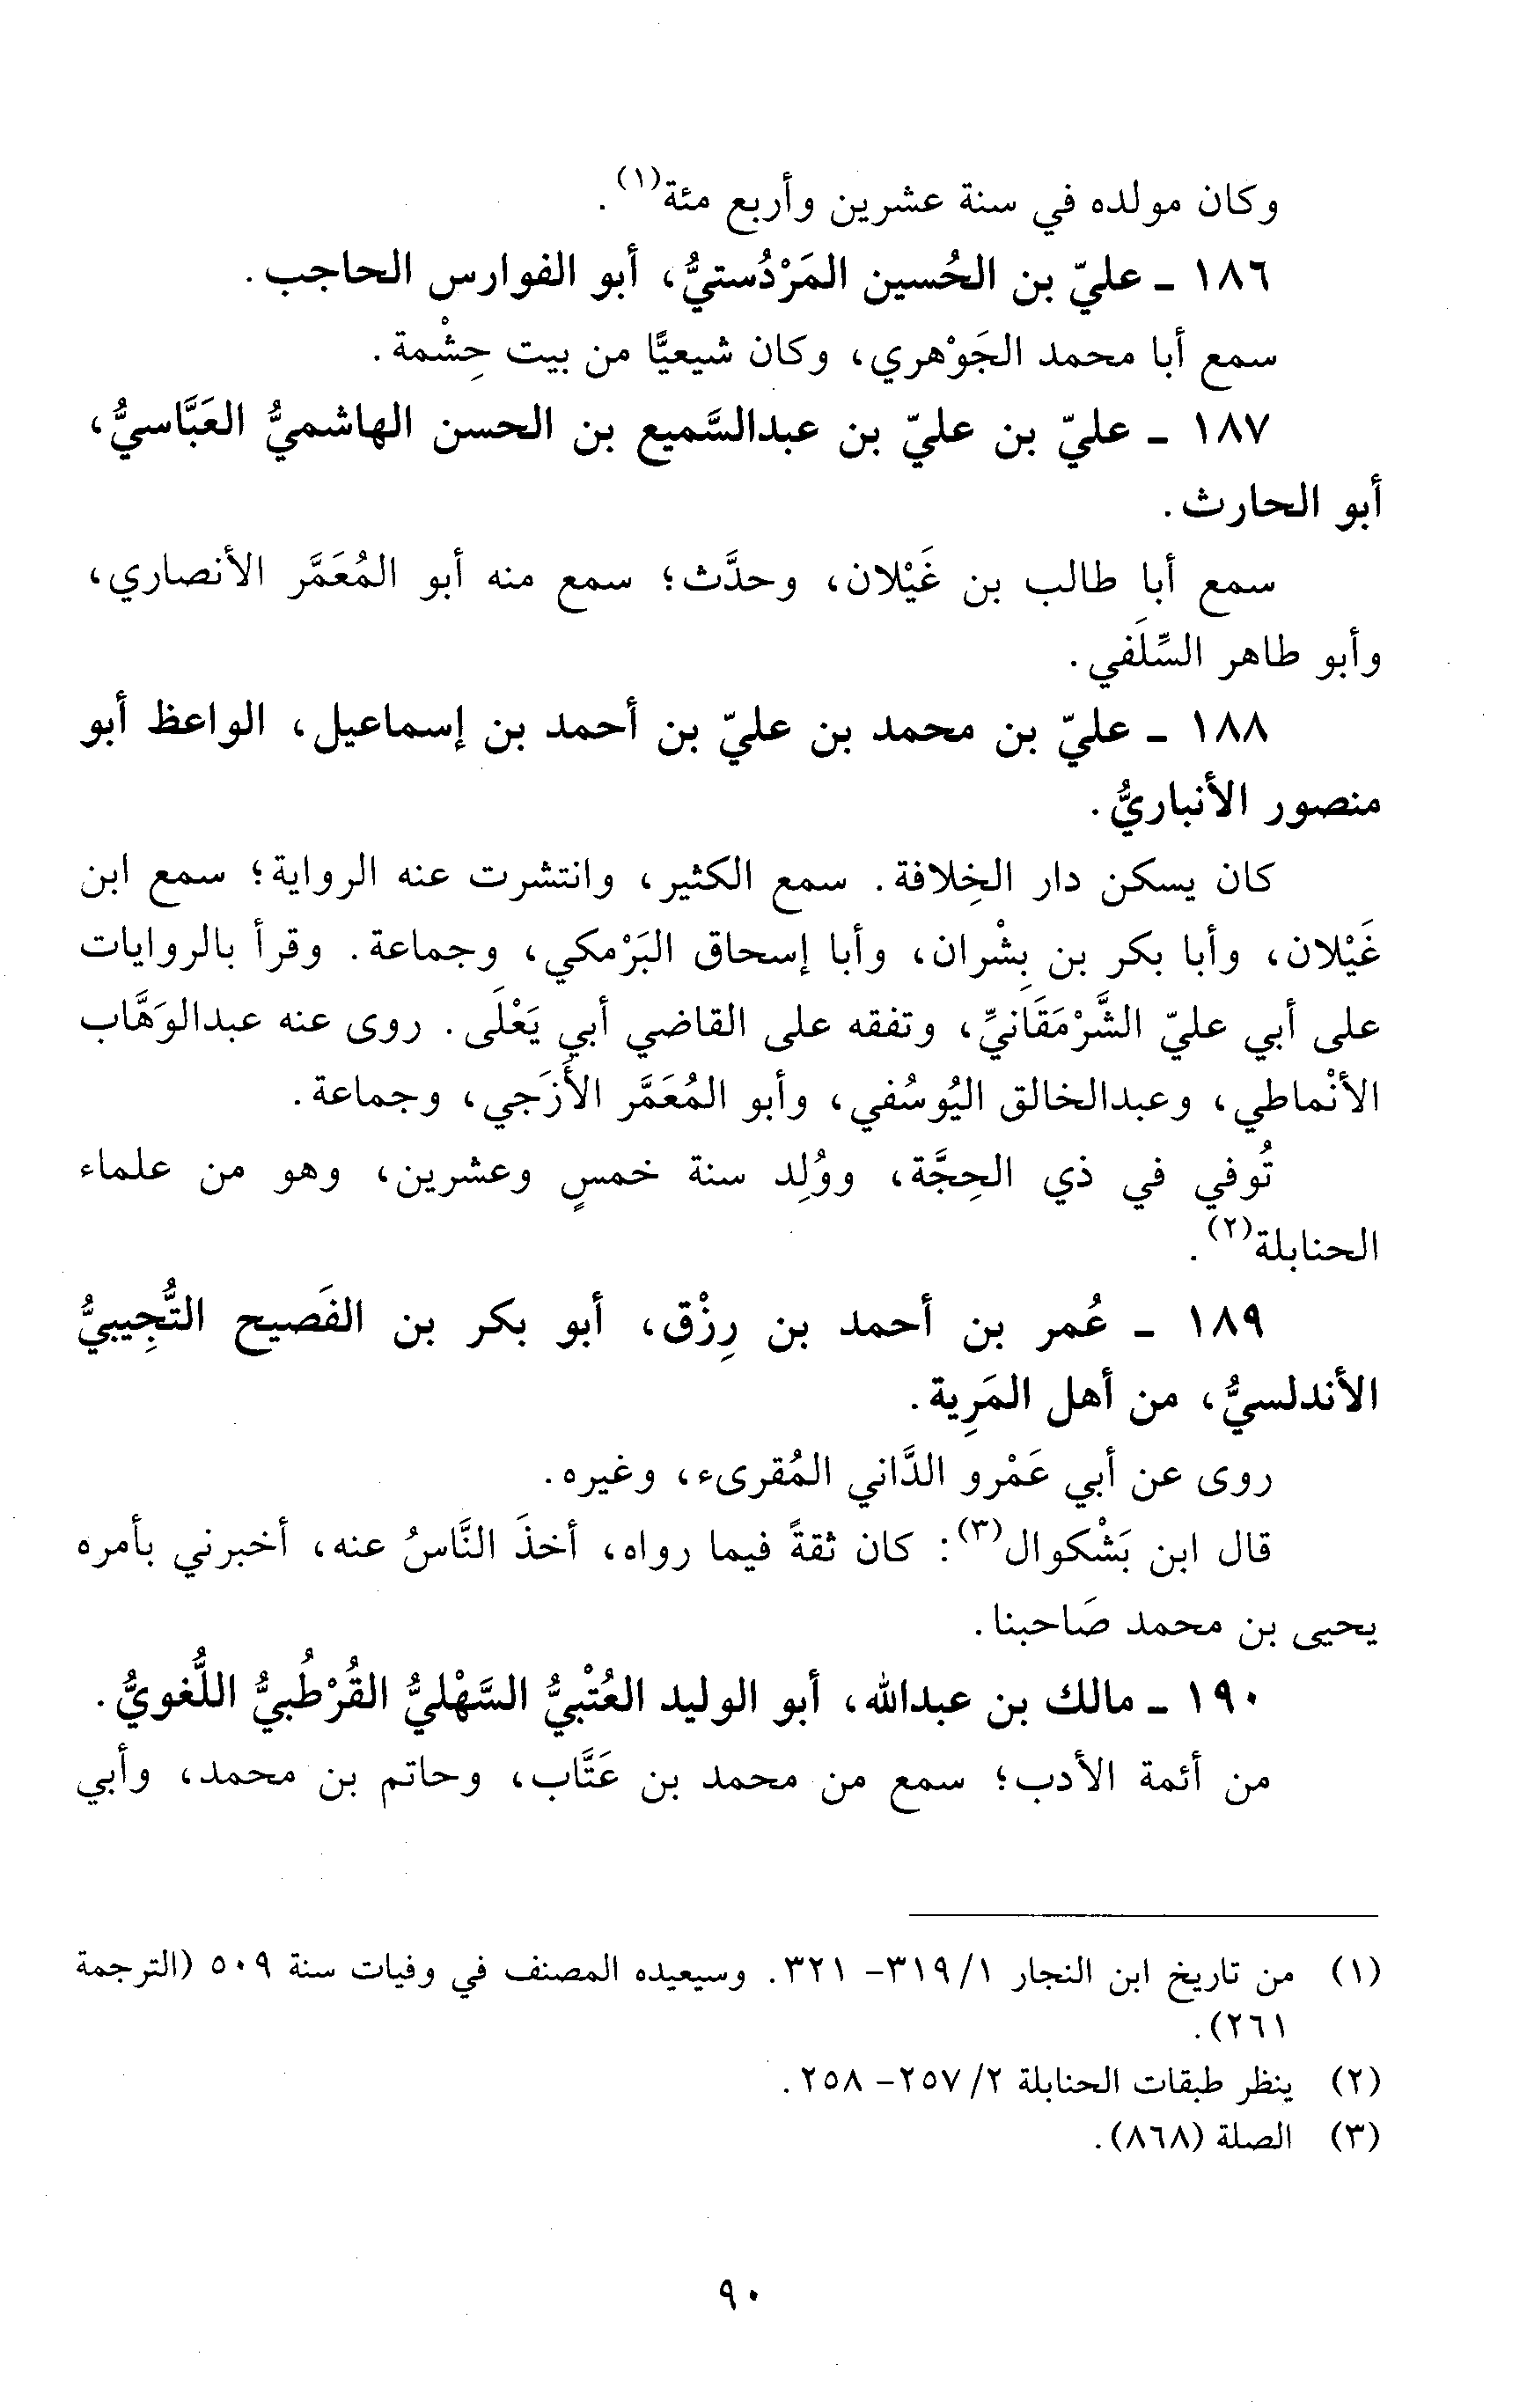 وكان مولده في سنة عشرين وأربع مئة(١).
١٨٦ - عليّ بن الحُسين المَرْدُستيُّ، أبو الفوارس الحاجب.
سمع أبا محمد الجَوْهري، وكان شيعيًّا من بيت حِشْمة.
١٨٧ - عليّ بن عليّ بن عبدالسَّميع بن الحسن الهاشميُّ العَبَّاسيُّ،
أبو الحارث.
سمع أبا طالب بن غَيْلان، وحدَّث؛ سمع منه أبو المُعَمَّر الأنصاري،
وأبو طاهر السِّلَفي.
١٨٨ - عليّ بن محمد بن عليّ بن أحمد بن إسماعيل، الواعظ أبو
منصور الأنباريُّ.
كان يسكن دار الخِلافة. سمع الكثير، وانتشرت عنه الرواية؛ سمع ابن
غَيْلان، وأبا بكر بن بِشْران، وأبا إسحاق البَرْمكي، وجماعة. وقرأ بالروايات
على أبي عليّ الشَّرْمَقَانيِّ، وتفقه على القاضي أبي يَعْلَى. روى عنه عبدالوَهَّاب
الأنْماطي، وعبدالخالق اليُوسُفي، وأبو المُعَمَّر الأَزَجي، وجماعة.
تُوفي في ذي الحِجَّة، ووُلِد سنة خمسٍ وعشرين، وهو من علماء
الحنابلة(٢).
١٨٩ - عُمر بن أحمد بن رِزْق، أبو بكر بن الفَصيح التُّجِيبيُّ
الأندلسيُّ، من أهل المَرِية.
روى عن أبي عَمْرو الدَّاني المُقرىء، وغيره.
قال ابن بَشْكوال(٣): كان ثقةً فيما رواه، أخذَ النَّاسُ عنه، أخبرني بأمره
يحيى بن محمد صَاحبنا.
١٩٠ - مالك بن عبدالله، أبو الوليد العُتْبيُّ السَّهْليُّ القُرْطُبيُّ اللُّغويُّ.
من أئمة الأدب؛ سمع من محمد بن عَتَّاب، وحاتم بن محمد، وأبي
(١) من تاريخ ابن النجار ١/ ٣١٩- ٣٢١. وسيعيده المصنف في وفيات سنة ٥٠٩ (الترجمة
٢٦١).
(٢) ينظر طبقات الحنابلة ٢/ ٢٥٧- ٢٥٨.
(٣) الصلة (٨٦٨).
٩٠